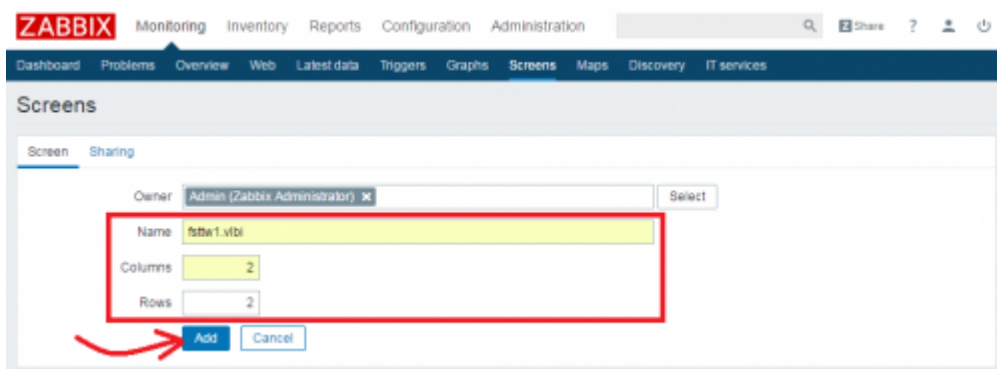 ZABBIX Monitoring Inventory Reports Configuration Administration Z Share ?
Dashboard Problems Overview Web Latest data Triggers Graphs Screens Maps Discovery IT services
Screens
Screen Sharing
Owner Admin (Zabbix Administrator) × Select
Name
Columns 2
Rows 2
Add Cancel